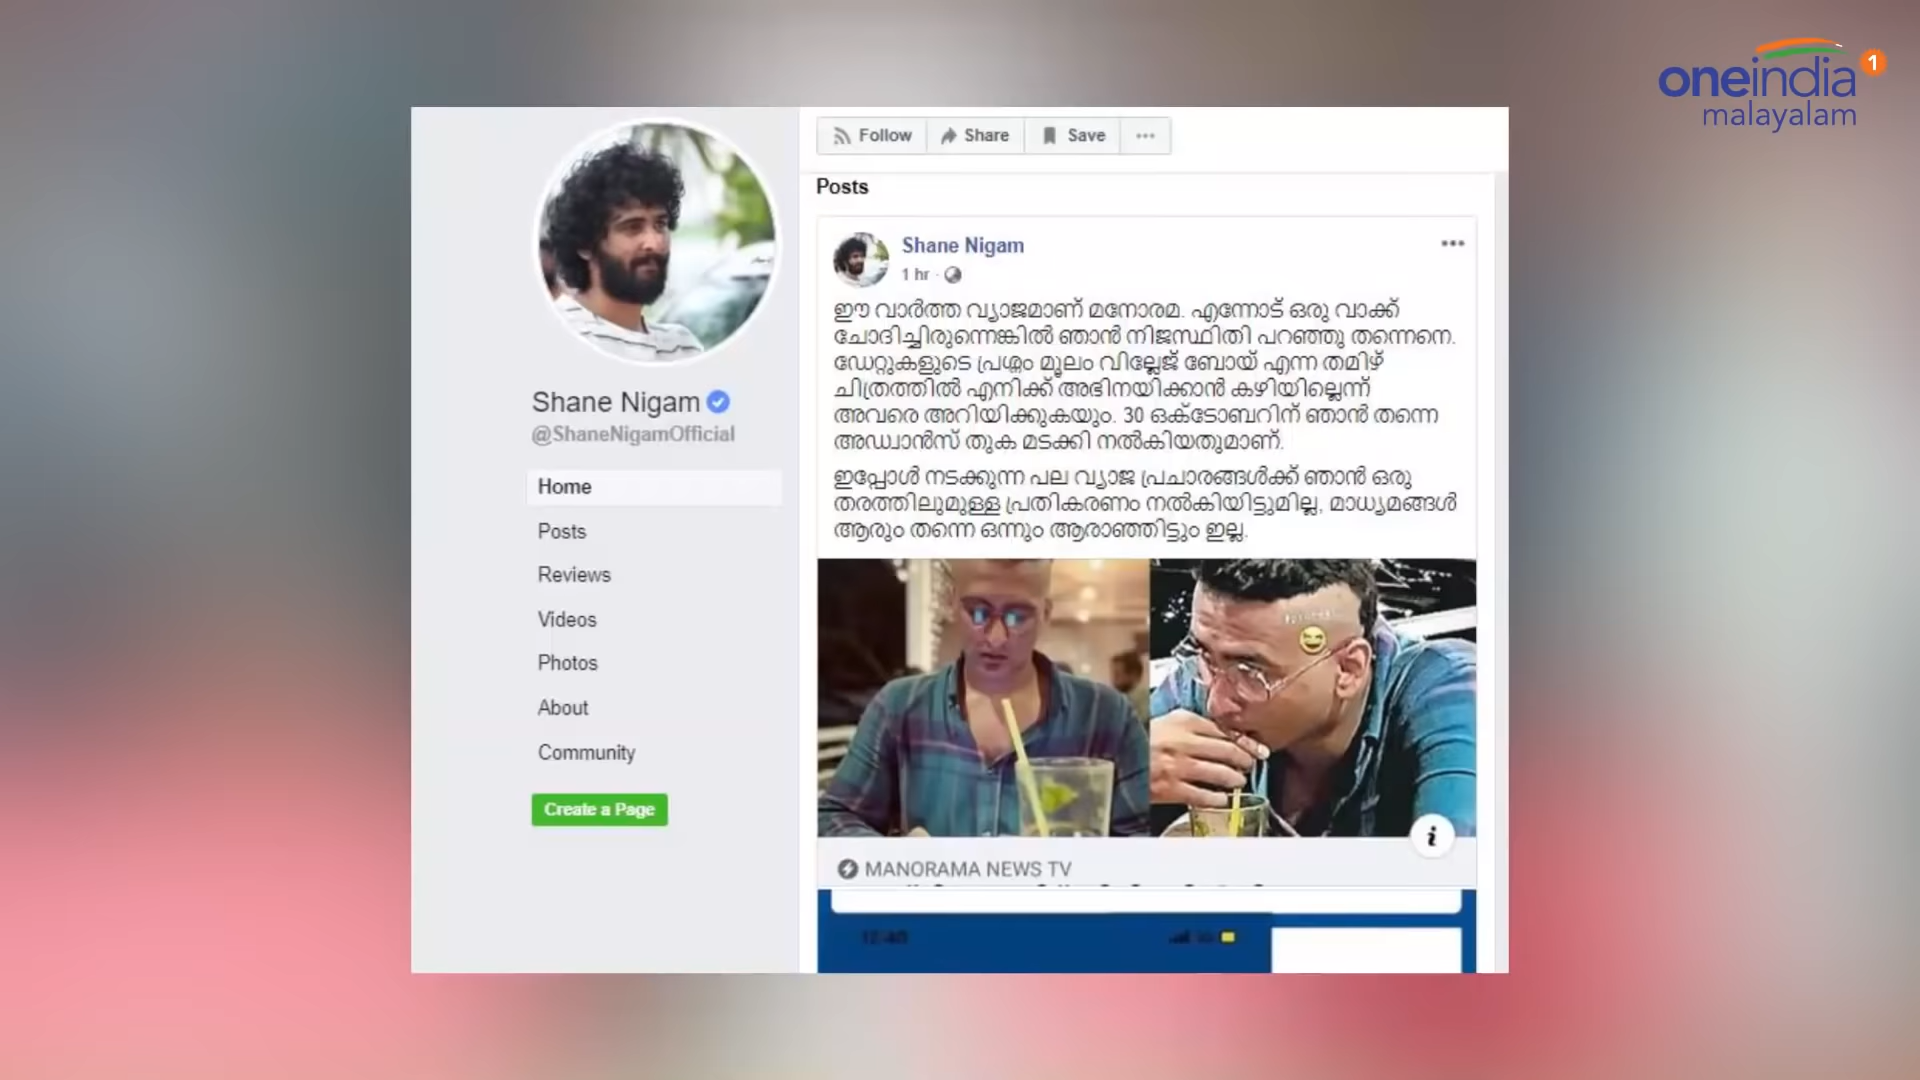 oneindia 1
malayalam
Follow
Share
Save
Posts
Shane Nigam
1 hr
ഈ വാർത്ത വ്യാജമാണ് മനോരമ. എന്നോട് ഒരു വാക്ക്
ചോദിച്ചിരുന്നെങ്കിൽ ഞാൻ നിജസ്ഥിതി പറഞ്ഞു തന്നേനെ.
ഡേറ്റുകളുടെ പ്രശ്നം മൂലം വില്ലേജ് ബോയ് എന്ന തമിഴ്
ചിത്രത്തിൽ എനിക്ക് അഭിനയിക്കാൻ കഴിയില്ലെന്ന്
അവരെ അറിയിക്കുകയും. 30 ഒക്ടോബറിന് ഞാൻ തന്നെ
അഡ്വാൻസ് തുക മടക്കി നൽകിയതുമാണ്.
ഇപ്പോൾ നടക്കുന്ന പല വ്യാജ പ്രചാരങ്ങൾക്ക് ഞാൻ ഒരു
തരത്തിലുമുള്ള പ്രതികരണം നൽകിയിട്ടുമില്ല, മാധ്യമങ്ങൾ
ആരും തന്നെ ഒന്നും ആരാഞ്ഞിട്ടും ഇല്ല.
MANORAMA NEWS TV
12:40
Shane Nigam
@ShaneNigamOfficial
Home
Posts
Reviews
Videos
Photos
About
Community
Create a Page